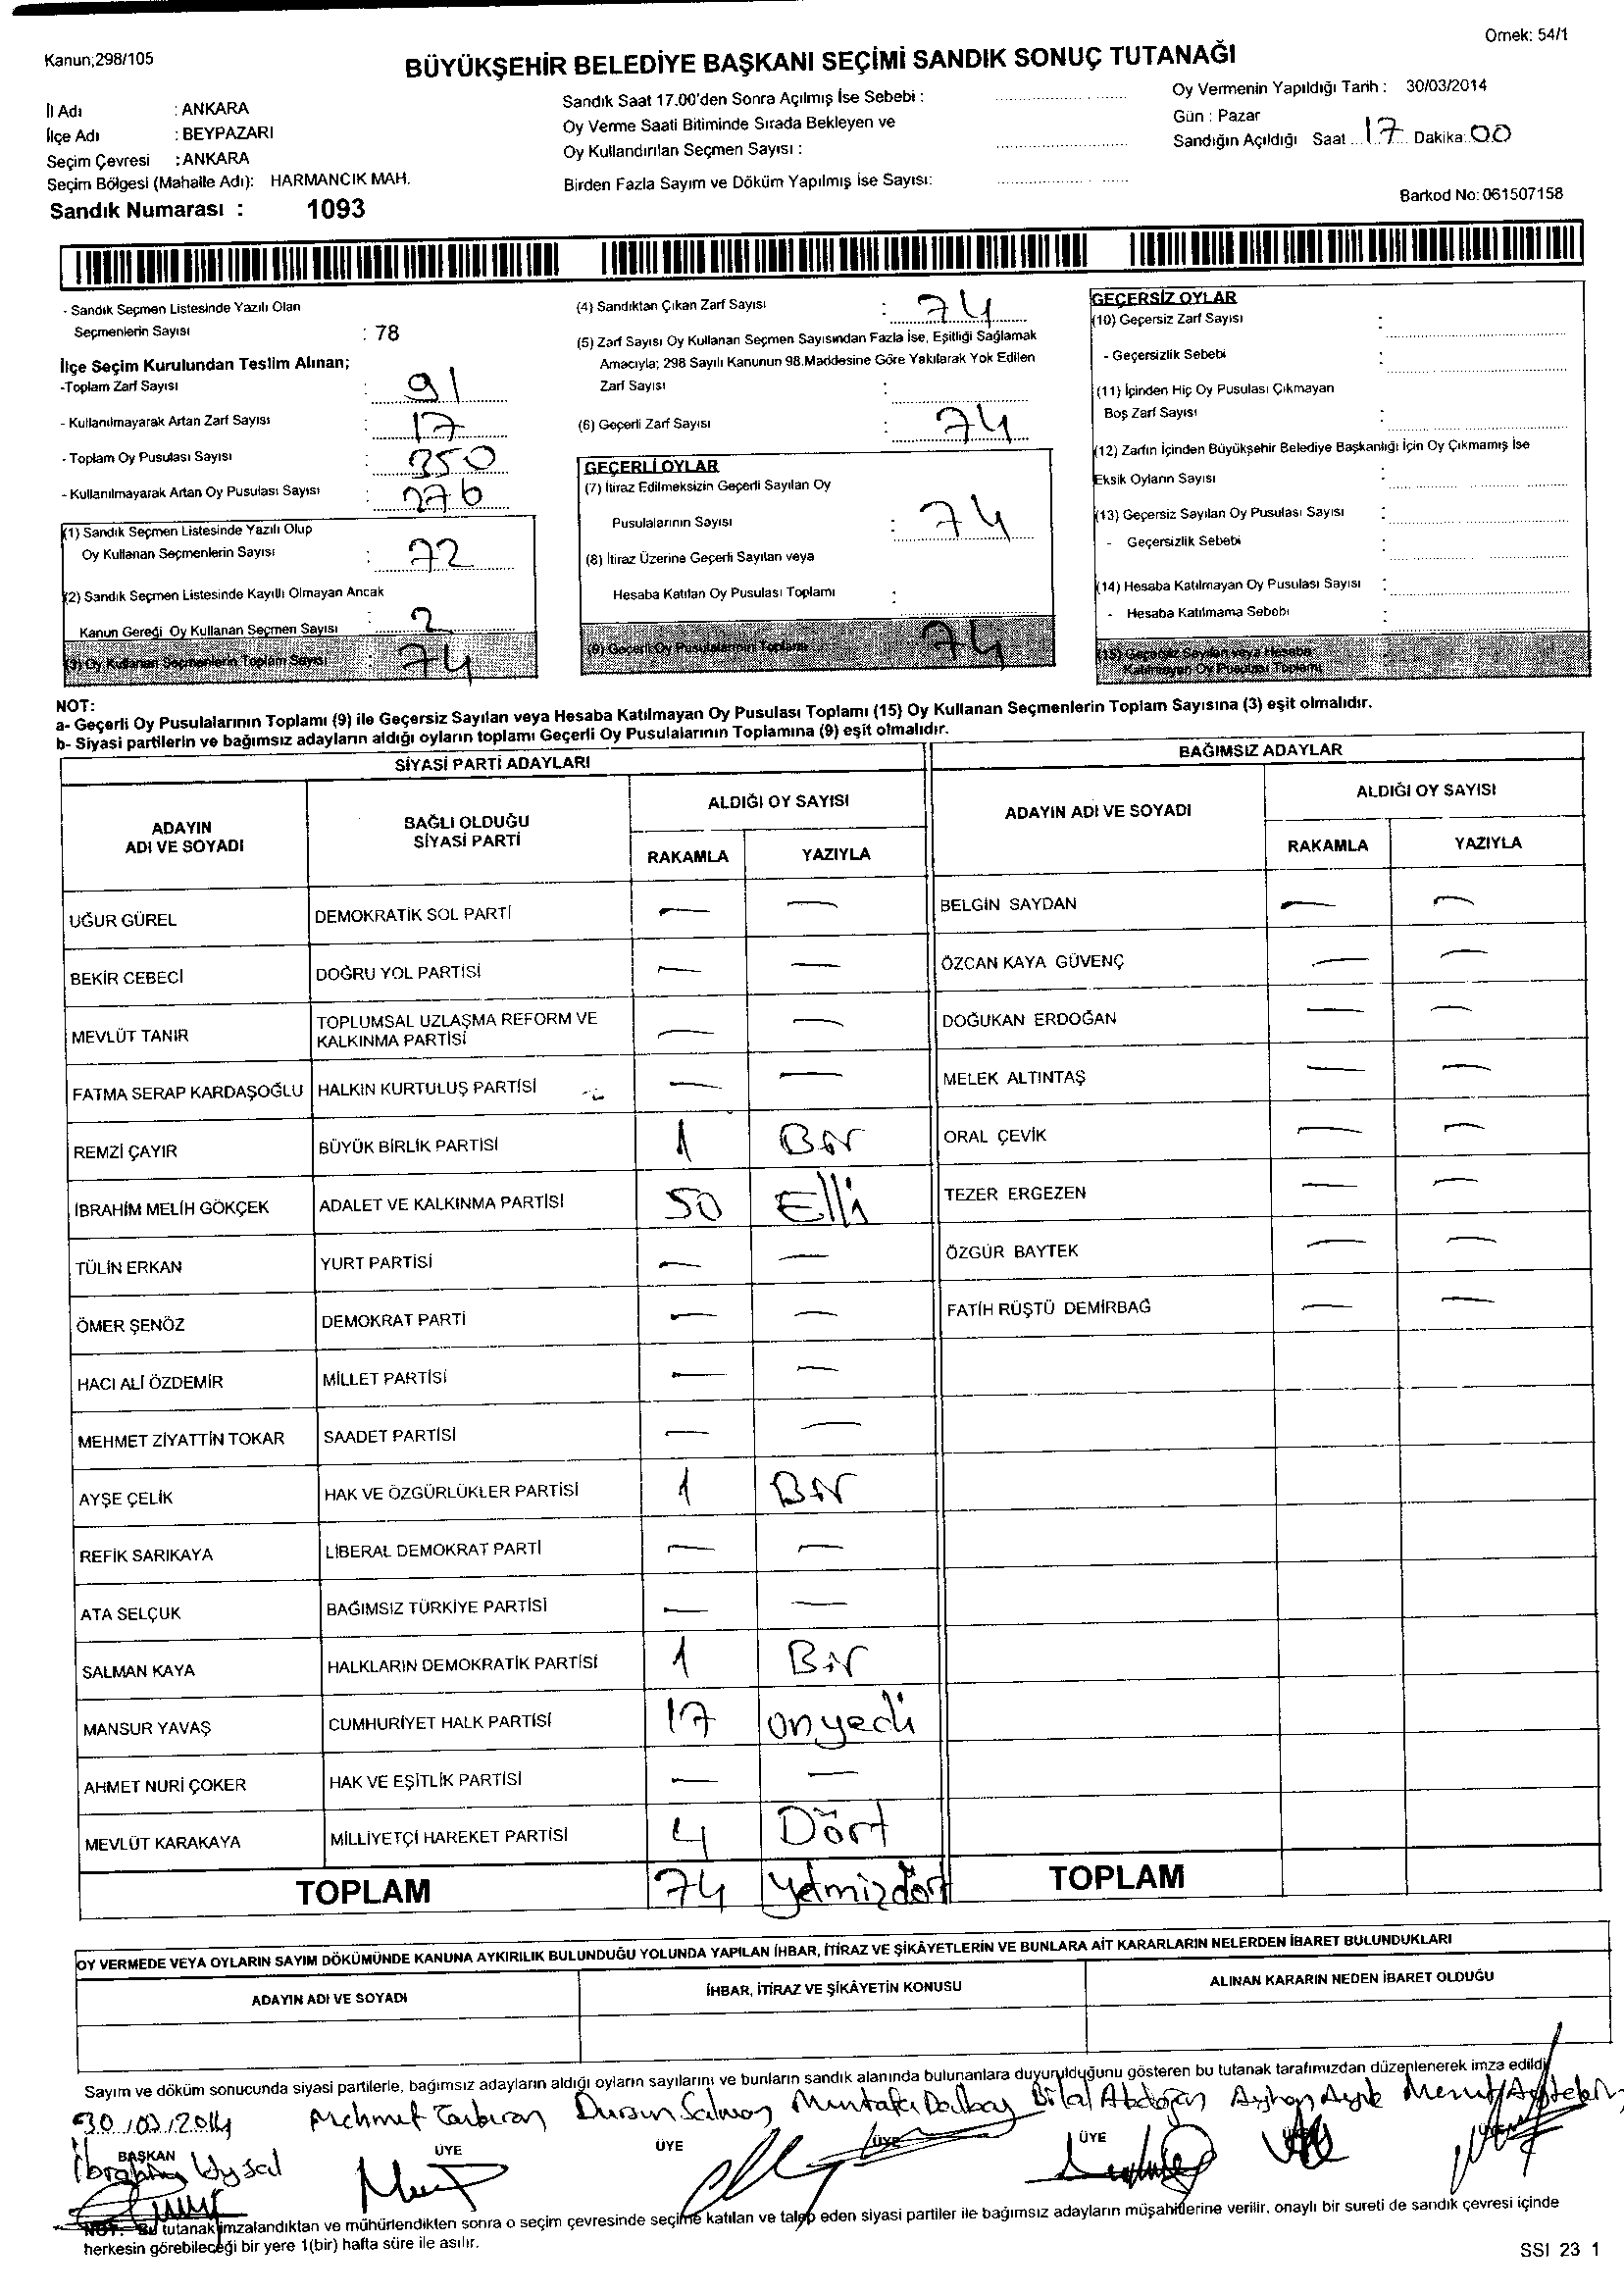 Kanun;298/105
Örnek: 54/1
BÜYÜKŞEHİR BELEDİYE BAŞKANI SEÇİMİ SANDIK SONUÇ TUTANAĞI
İl Adı : ANKARA
İlçe Adı : BEYPAZARI
Seçim Çevresi : ANKARA
Seçim Bölgesi (Mahalle Adı): HARMANCIK MAH.
Sandık Numarası : 1093
Sandık Saat 17.00'den Sonra Açılmış İse Sebebi :
Oy Verme Saati Bitiminde Sırada Bekleyen ve
Oy Kullandırılan Seçmen Sayısı :
Birden Fazla Sayım ve Döküm Yapılmış İse Sayısı:
Oy Vermenin Yapıldığı Tarih : 30/03/2014
Gün : Pazar
Sandığın Açıldığı Saat 17 Dakika: 00
Barkod No: 061507158
- Sandık Seçmen Listesinde Yazılı Olan
Seçmenlerin Sayısı : 78
İlçe Seçim Kurulundan Teslim Alınan;
-Toplam Zarf Sayısı : 91
- Kullanılmayarak Artan Zarf Sayısı : 17
- Toplam Oy Pusulası Sayısı : 350
- Kullanılmayarak Artan Oy Pusulası Sayısı : 276
(1) Sandık Seçmen Listesinde Yazılı Olup
Oy Kullanan Seçmenlerin Sayısı : 72
(2) Sandık Seçmen Listesinde Kayıtlı Olmayan Ancak
Kanun Gereği Oy Kullanan Seçmen Sayısı : 2
(3) Oy Kullanan Seçmenlerin Toplam Sayısı : 74
(4) Sandıktan Çıkan Zarf Sayısı : 74
(5) Zarf Sayısı Oy Kullanan Seçmen Sayısından Fazla İse, Eşitliği Sağlamak
Amacıyla; 298 Sayılı Kanunun 98.Maddesine Göre Yakılarak Yok Edilen
Zarf Sayısı :
(6) Geçerli Zarf Sayısı : 74
GEÇERLİ OYLAR
(7) İtiraz Edilmeksizin Geçerli Sayılan Oy
Pusulalarının Sayısı : 74
(8) İtiraz Üzerine Geçerli Sayılan veya
Hesaba Katılan Oy Pusulası Toplamı :
(9) Geçerli Oy Pusulalarının Toplamı : 74
GEÇERSİZ OYLAR
(10) Geçersiz Zarf Sayısı :
- Geçersizlik Sebebi :
(11) İçinden Hiç Oy Pusulası Çıkmayan
Boş Zarf Sayısı :
(12) Zarfın İçinden Büyükşehir Belediye Başkanlığı İçin Oy Çıkmamış İse
Eksik Oyların Sayısı :
(13) Geçersiz Sayılan Oy Pusulası Sayısı :
- Geçersizlik Sebebi :
(14) Hesaba Katılmayan Oy Pusulası Sayısı :
- Hesaba Katılmama Sebebi :
(15) Geçersiz Sayılan veya Hesaba
Katılmayan Oy Pusulası Toplamı
NOT:
a- Geçerli Oy Pusulalarının Toplamı (9) ile Geçersiz Sayılan veya Hesaba Katılmayan Oy Pusulası Toplamı (15) Oy Kullanan Seçmenlerin Toplam Sayısına (3) eşit olmalıdır.
b- Siyasi partilerin ve bağımsız adayların aldığı oyların toplamı Geçerli Oy Pusulalarının Toplamına (9) eşit olmalıdır.
SİYASİ PARTİ ADAYLARI
ADAYIN ADI VE SOYADI
BAĞLI OLDUĞU SİYASİ PARTİ
ALDIĞI OY SAYISI
RAKAMLA YAZIYLA
UĞUR GÜREL DEMOKRATİK SOL PARTİ — —
BEKİR CEBECİ DOĞRU YOL PARTİSİ — —
MEVLÜT TANIR TOPLUMSAL UZLAŞMA REFORM VE KALKINMA PARTİSİ — —
FATMA SERAP KARDAŞOĞLU HALKIN KURTULUŞ PARTİSİ — —
REMZİ ÇAYIR BÜYÜK BİRLİK PARTİSİ 1 Bir
İBRAHİM MELİH GÖKÇEK ADALET VE KALKINMA PARTİSİ 50 Elli
TÜLİN ERKAN YURT PARTİSİ — —
ÖMER ŞENÖZ DEMOKRAT PARTİ — —
HACI ALİ ÖZDEMİR MİLLET PARTİSİ — —
MEHMET ZİYATTİN TOKAR SAADET PARTİSİ — —
AYŞE ÇELİK HAK VE ÖZGÜRLÜKLER PARTİSİ 1 Bir
REFİK SARIKAYA LİBERAL DEMOKRAT PARTİ — —
ATA SELÇUK BAĞIMSIZ TÜRKİYE PARTİSİ — —
SALMAN KAYA HALKLARIN DEMOKRATİK PARTİSİ 1 Bir
MANSUR YAVAŞ CUMHURİYET HALK PARTİSİ 17 onyedi
AHMET NURİ ÇOKER HAK VE EŞİTLİK PARTİSİ — —
MEVLÜT KARAKAYA MİLLİYETÇİ HAREKET PARTİSİ 4 Dört
TOPLAM 74 yetmizdört
BAĞIMSIZ ADAYLAR
ADAYIN ADI VE SOYADI
ALDIĞI OY SAYISI
RAKAMLA YAZIYLA
BELGİN SAYDAN — —
ÖZCAN KAYA GÜVENÇ — —
DOĞUKAN ERDOĞAN — —
MELEK ALTINTAŞ — —
ORAL ÇEVİK — —
TEZER ERGEZEN — —
ÖZGÜR BAYTEK — —
FATİH RÜŞTÜ DEMİRBAĞ — —
TOPLAM
OY VERMEDE VEYA OYLARIN SAYIM DÖKÜMÜNDE KANUNA AYKIRILIK BULUNDUĞU YOLUNDA YAPILAN İHBAR, İTİRAZ VE ŞİKÂYETLERİN VE BUNLARA AİT KARARLARIN NELERDEN İBARET BULUNDUKLARI
ADAYIN ADI VE SOYADI
İHBAR, İTİRAZ VE ŞİKÂYETİN KONUSU
ALINAN KARARIN NEDEN İBARET OLDUĞU
Sayım ve döküm sonucunda siyasi partilerle, bağımsız adayların aldığı oyların sayılarını ve bunların sandık alanında bulunanlara duyurulduğunu gösteren bu tutanak tarafımızdan düzenlenerek imza edildi
30/03/2014 Mehmet Dursun Mustafa Bilal
BAŞKAN ÜYE ÜYE ÜYE ÜYE
İbrahim Uysal
NOT: Bu tutanak imzalandıktan ve mühürlendikten sonra o seçim çevresinde seçime katılan ve talep eden siyasi partiler ile bağımsız adayların müşahitlerine verilir, onaylı bir sureti de sandık çevresi içinde
herkesin görebileceği bir yere 1(bir) hafta süre ile asılır.
SSI 23 1